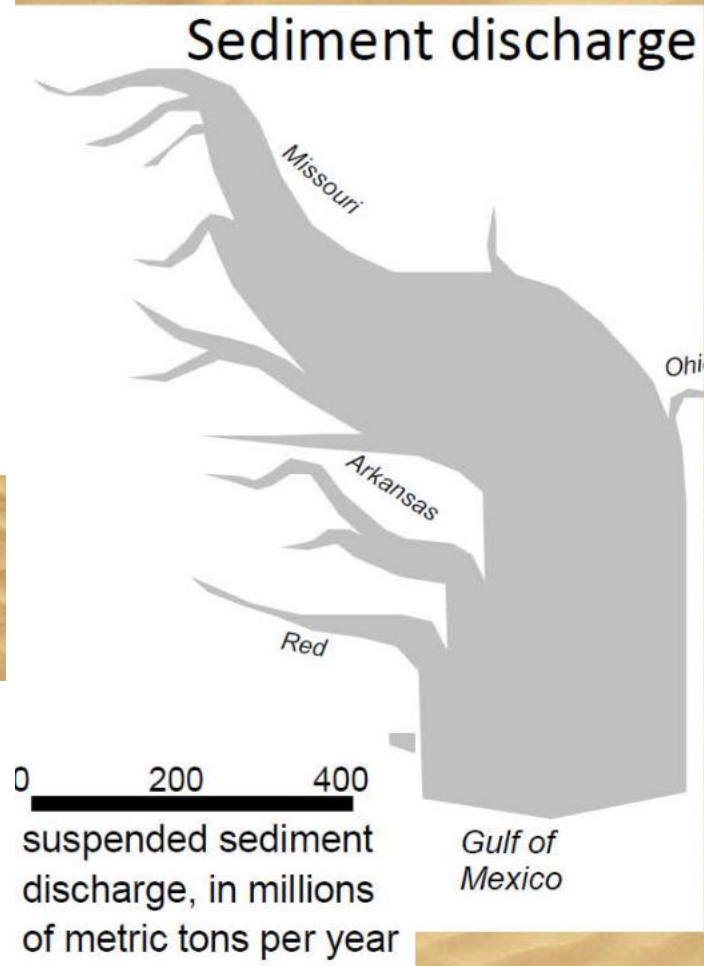 Sediment discharge
Missouri
Arkansas
Red
0 200 400
suspended sediment
discharge, in millions
of metric tons per year
Gulf of
Mexico